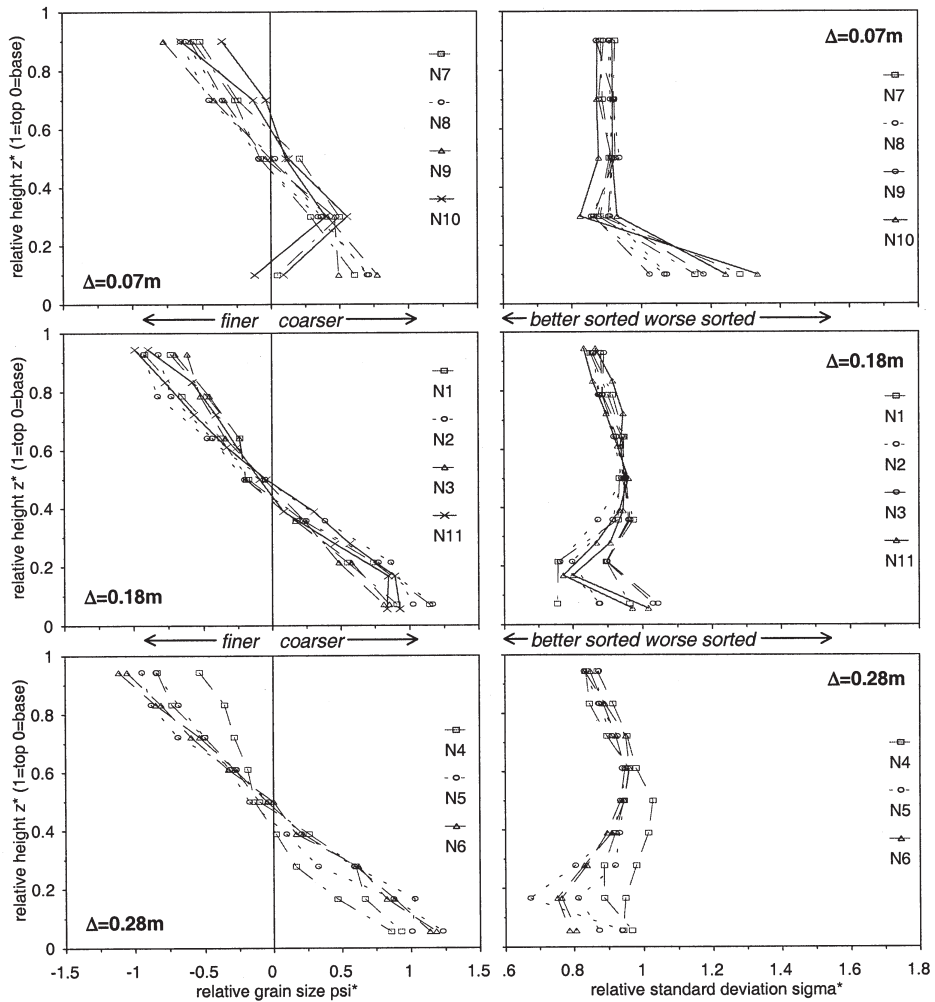 relative height z* (1=top 0=base)
1
0.8
0.6
0.4
0.2
0
N7
N8
N9
N10
Δ=0.07m
Δ=0.07m
N7
N8
N9
N10
finer coarser
better sorted worse sorted
relative height z* (1=top 0=base)
1
0.8
0.6
0.4
0.2
0
N1
N2
N3
N11
Δ=0.18m
Δ=0.18m
N1
N2
N3
N11
finer coarser
better sorted worse sorted
relative height z* (1=top 0=base)
1
0.8
0.6
0.4
0.2
0
N4
N5
N6
Δ=0.28m
Δ=0.28m
N4
N5
N6
-1.5 -1 -0.5 0 0.5 1 1.5
.6 0.8 1 1.2 1.4 1.6 1.8
relative grain size psi*
relative standard deviation sigma*